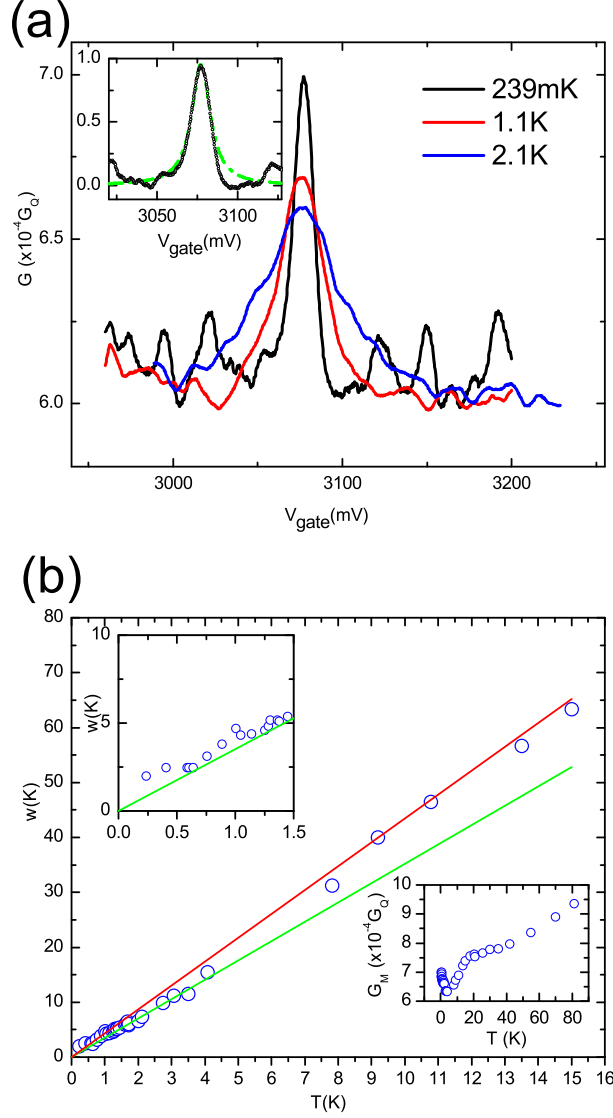 (a)
7.0
6.5
6.0
G (x10⁻⁴G_Q)
3000
3100
3200
V_gate(mV)
239mK
1.1K
2.1K
1.0
0.5
0.0
3050
3100
V_gate(mV)
(b)
80
70
60
50
40
30
20
10
0
w(K)
0 1 2 3 4 5 6 7 8 9 10 11 12 13 14 15 16
T(K)
10
5
0
w(K)
0.0 0.5 1.0 1.5
10
9
8
7
6
G_M (x10⁻⁴G_Q)
0 20 40 60 80
T (K)